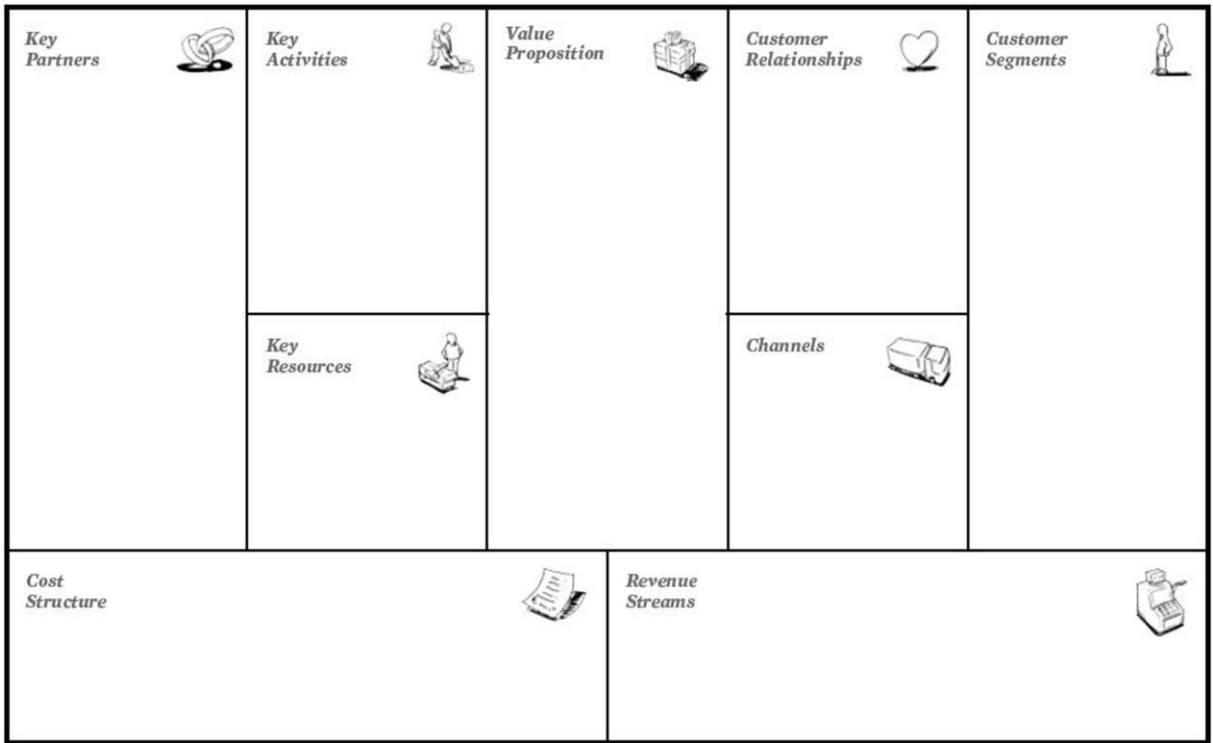 Key
Partners
Key
Activities
Value
Proposition
Customer
Relationships
Customer
Segments
Key
Resources
Channels
Cost
Structure
Revenue
Streams